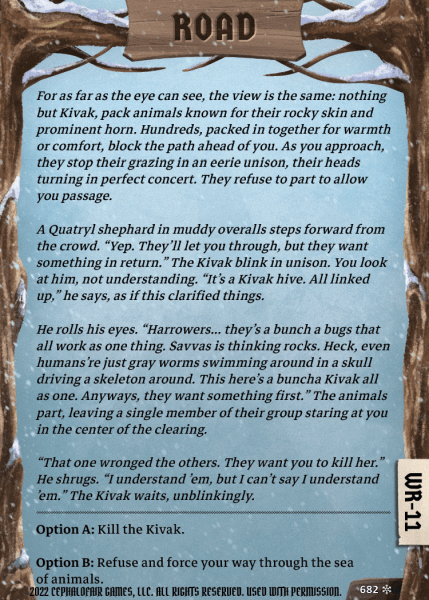 ROAD
For as far as the eye can see, the view is the same: nothing
but Kivak, pack animals known for their rocky skin and
prominent horn. Hundreds, packed in together for warmth
or comfort, block the path ahead of you. As you approach,
they stop their grazing in an eerie unison, their heads
turning in perfect concert. They refuse to part to allow
you passage.
A Quatryl shephard in muddy overalls steps forward from
the crowd. “Yep. They’ll let you through, but they want
something in return.” The Kivak blink in unison. You look
at him, not understanding. “It’s a Kivak hive. All linked
up,” he says, as if this clarified things.
He rolls his eyes. “Harrowers... they’s a bunch a bugs that
all work as one thing. Savvas is thinking rocks. Heck, even
humans’re just gray worms swimming around in a skull
driving a skeleton around. This here’s a buncha Kivak all
as one. Anyways, they want something first.” The animals
part, leaving a single member of their group staring at you
in the center of the clearing.
“That one wronged the others. They want you to kill her.”
He shrugs. “I understand ’em, but I can’t say I understand
’em.” The Kivak waits, unblinkingly.
Option A: Kill the Kivak.
Option B: Refuse and force your way through the sea
of animals.
WR-11
2022 CEPHALOFAIR GAMES, LLC. ALL RIGHTS RESERVED. USED WITH PERMISSION.
682